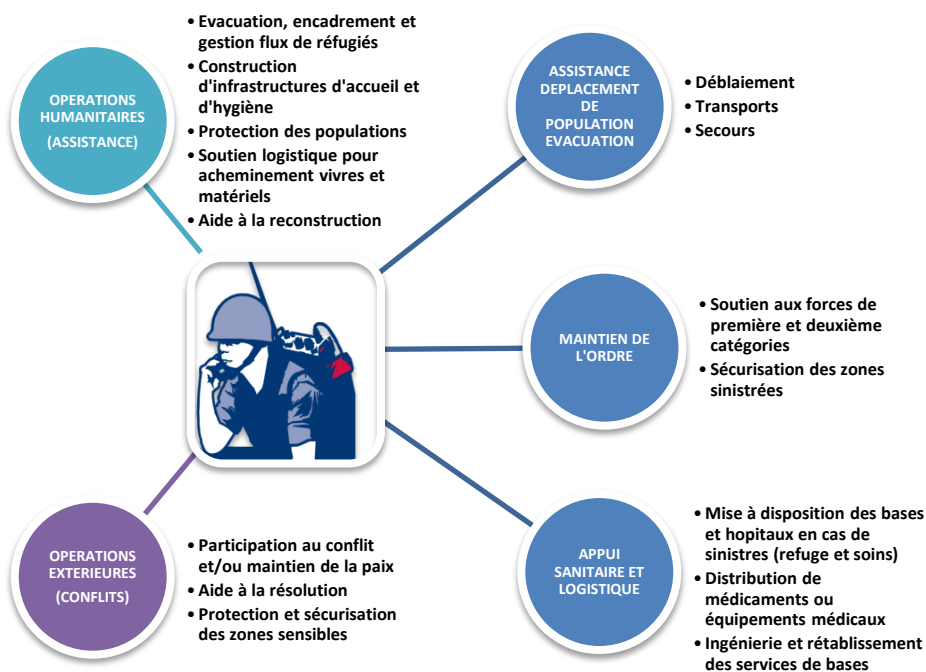 OPERATIONS
HUMANITAIRES
(ASSISTANCE)
• Evacuation, encadrement et
gestion flux de réfugiés
• Construction
d'infrastructures d'accueil et
d'hygiène
• Protection des populations
• Soutien logistique pour
acheminement vivres et
matériels
• Aide à la reconstruction
ASSISTANCE
DEPLACEMENT
DE
POPULATION
EVACUATION
• Déblaiement
• Transports
• Secours
MAINTIEN DE
L'ORDRE
• Soutien aux forces de
première et deuxième
catégories
• Sécurisation des zones
sinistrées
OPERATIONS
EXTERIEURES
(CONFLITS)
• Participation au conflit
et/ou maintien de la paix
• Aide à la résolution
• Protection et sécurisation
des zones sensibles
APPUI
SANITAIRE ET
LOGISTIQUE
• Mise à disposition des bases
et hopitaux en cas de
sinistres (refuge et soins)
• Distribution de
médicaments ou
équipements médicaux
• Ingénierie et rétablissement
des services de bases